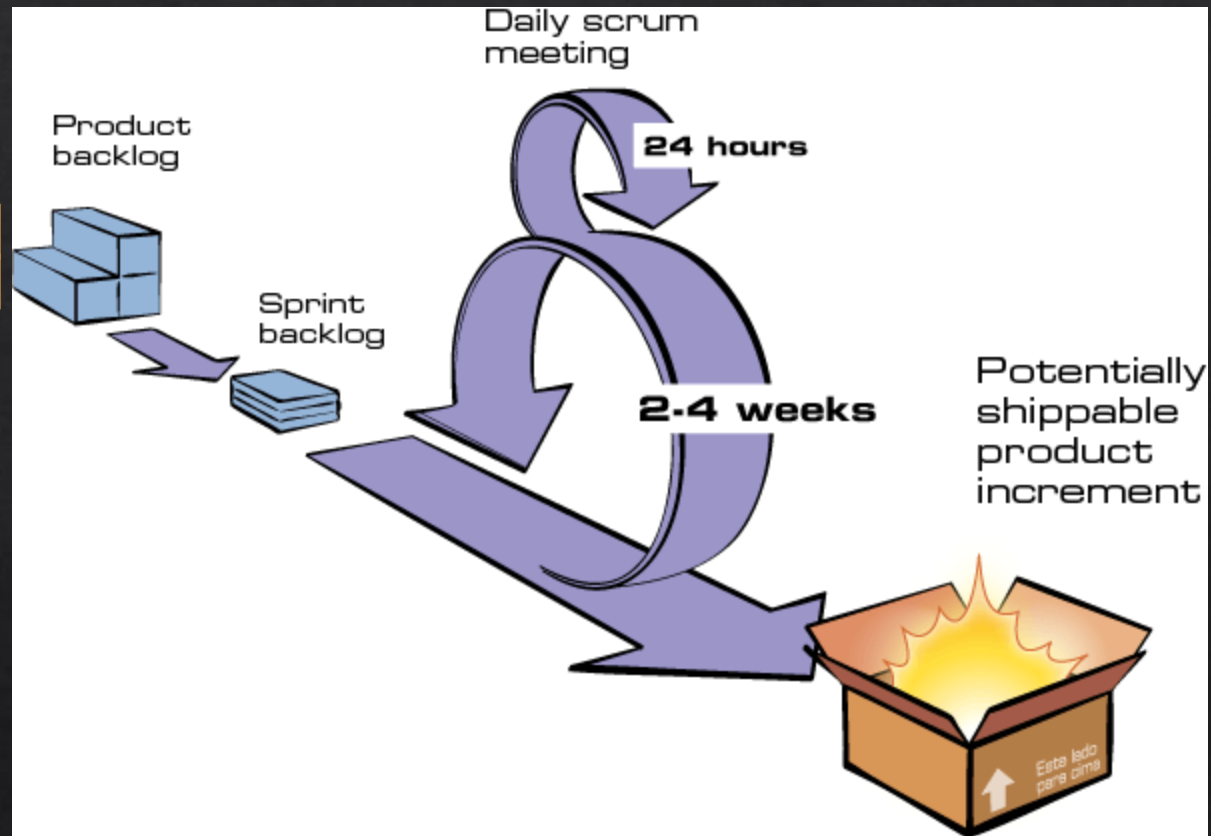 Daily scrum
meeting
24 hours
Product
backlog
Sprint
backlog
2-4 weeks
Potentially
shippable
product
increment
Este lado
para cima